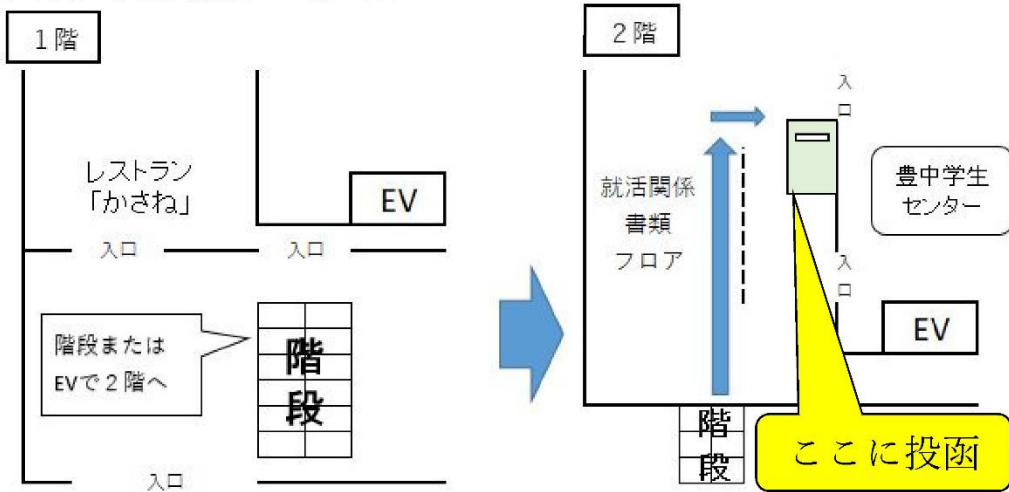 1階
レストラン
「かさね」
EV
入口
入口
階段または
EVで2階へ
階
段
入口
2階
入
口
就活関係
書類
フロア
豊中学生
センター
入
口
EV
階
段
ここに投函